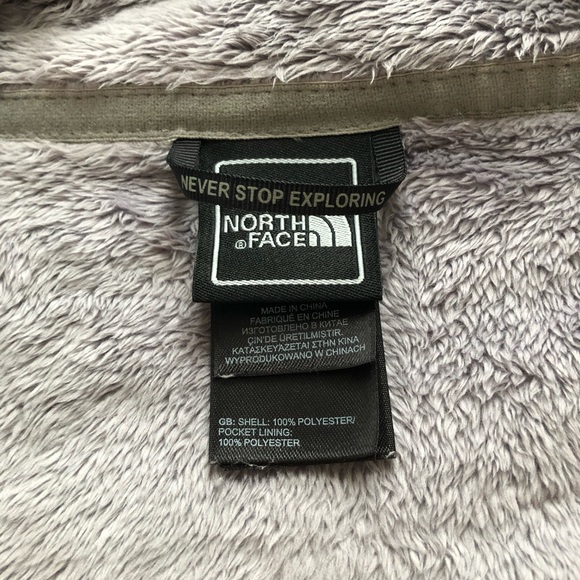 NEVER STOP EXPLORING
NORTH
FACE
®
MADE IN CHINA
FABRIQUÉ EN CHINE
ИЗГОТОВЛЕНО В КИТАЕ
ÇİN'DE ÜRETİLMİŞTİR.
ΚΑΤΑΣΚΕΥΑΖΕΤΑΙ ΣΤΗΝ ΚΙΝΑ
WYPRODUKOWANO W CHINACH
GB: SHELL: 100% POLYESTER/
POCKET LINING:
100% POLYESTER